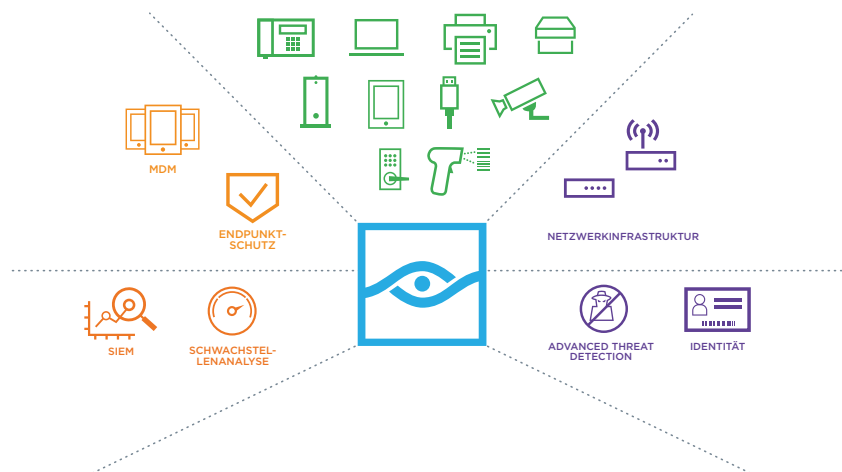 MDM
ENDPUNKT-
SCHUTZ
NETZWERKINFRASTRUKTUR
SIEM
SCHWACHSTEL-
LENANALYSE
ADVANCED THREAT
DETECTION
IDENTITÄT